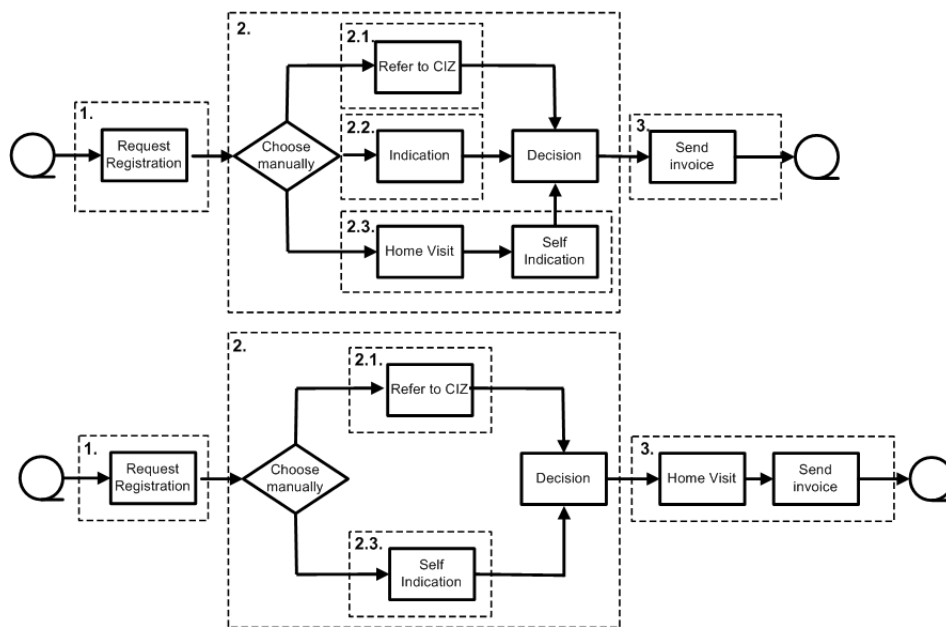 2.
2.1.
Refer to CIZ
1.
Request
Registration
Choose
manually
2.2.
Indication
Decision
3.
Send
invoice
2.3.
Home Visit
Self
Indication
2.
2.1.
Refer to CIZ
1.
Request
Registration
Choose
manually
Decision
3.
Home Visit
Send
invoice
2.3.
Self
Indication